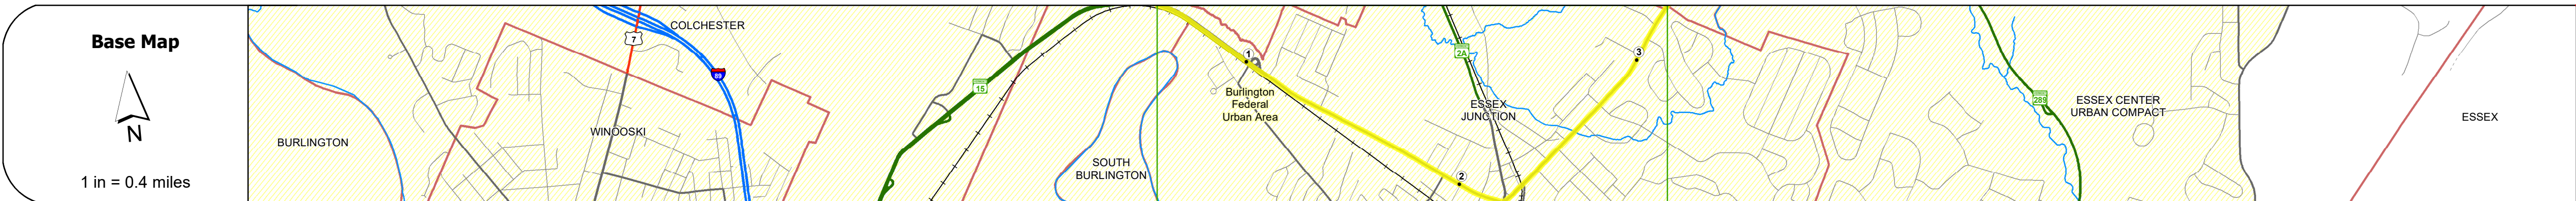 Base Map
N
1 in = 0.4 miles
COLCHESTER
7
89
BURLINGTON
WINOOSKI
15
SOUTH
BURLINGTON
1
Burlington
Federal
Urban Area
2A
3
ESSEX
JUNCTION
2
289
ESSEX CENTER
URBAN COMPACT
ESSEX